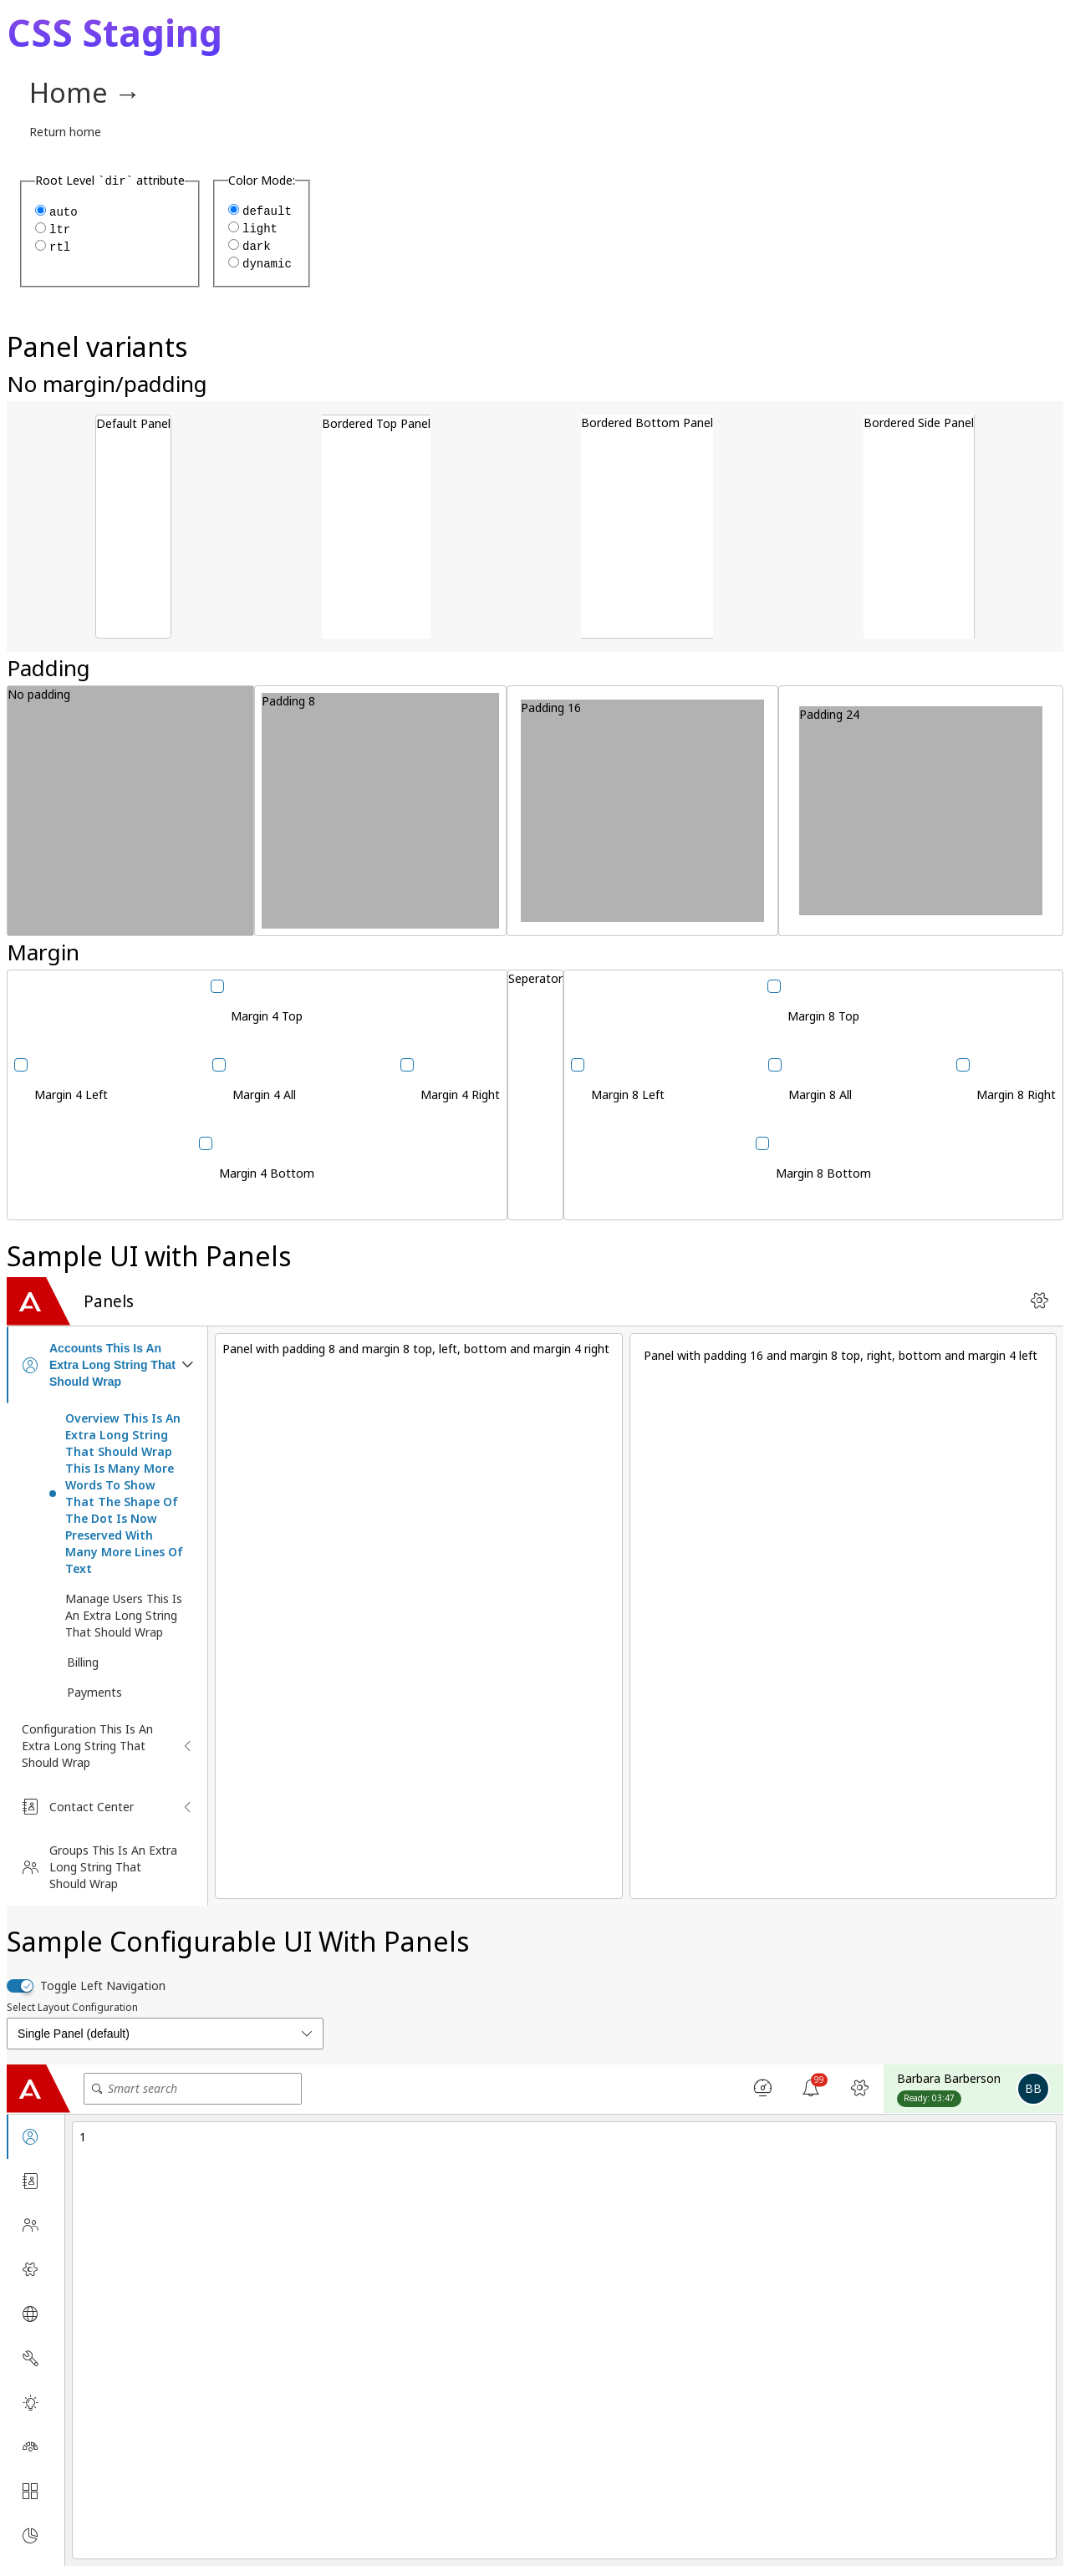 CSS Staging
Home →
Return home
Root Level `dir` attribute
auto
ltr
rtl
Color Mode:
default
light
dark
dynamic
Panel variants
No margin/padding
Default Panel
Bordered Top Panel
Bordered Bottom Panel
Bordered Side Panel
Padding
No padding
Padding 8
Padding 16
Padding 24
Margin
Margin 4 Top
Margin 4 Left
Margin 4 All
Margin 4 Right
Margin 4 Bottom
Seperator
Margin 8 Top
Margin 8 Left
Margin 8 All
Margin 8 Right
Margin 8 Bottom
Sample UI with Panels
Panels
Accounts This Is An
Extra Long String That
Should Wrap
Overview This Is An
Extra Long String
That Should Wrap
This Is Many More
Words To Show
That The Shape Of
The Dot Is Now
Preserved With
Many More Lines Of
Text
Manage Users This Is
An Extra Long String
That Should Wrap
Billing
Payments
Configuration This Is An
Extra Long String That
Should Wrap
Contact Center
Groups This Is An Extra
Long String That
Should Wrap
Panel with padding 8 and margin 8 top, left, bottom and margin 4 right
Panel with padding 16 and margin 8 top, right, bottom and margin 4 left
Sample Configurable UI With Panels
Toggle Left Navigation
Select Layout Configuration
Single Panel (default)
Smart search
99
Barbara Barberson
Ready: 03:47
BB
1